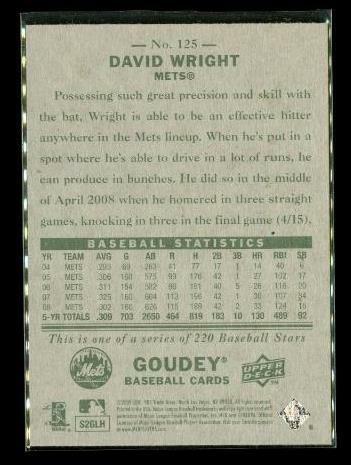 — No. 125 —
DAVID WRIGHT
METS®
Possessing such great precision and skill with
the bat, Wright is able to be an effective hitter
anywhere in the Mets lineup. When he's put in a
spot where he's able to drive in a lot of runs, he
can produce in bunches. He did so in the middle
of April 2008 when he homered in three straight
games, knocking in three in the final game (4/15).
BASEBALL STATISTICS
YR TEAM AVG G AB R H 2B 3B HR RBI SB
04 METS .293 69 263 41 77 17 1 14 40 6
05 METS .306 160 575 99 176 42 1 27 102 17
06 METS .311 154 582 96 181 40 5 26 116 20
07 METS .325 160 604 113 196 42 1 30 107 34
08 METS .302 160 626 115 189 42 2 33 124 15
5-YR TOTALS .309 703 2650 464 819 183 10 130 489 92
This is one of a series of 220 Baseball Stars
Mets
GOUDEY®
BASEBALL CARDS
UPPER DECK
S2GLH